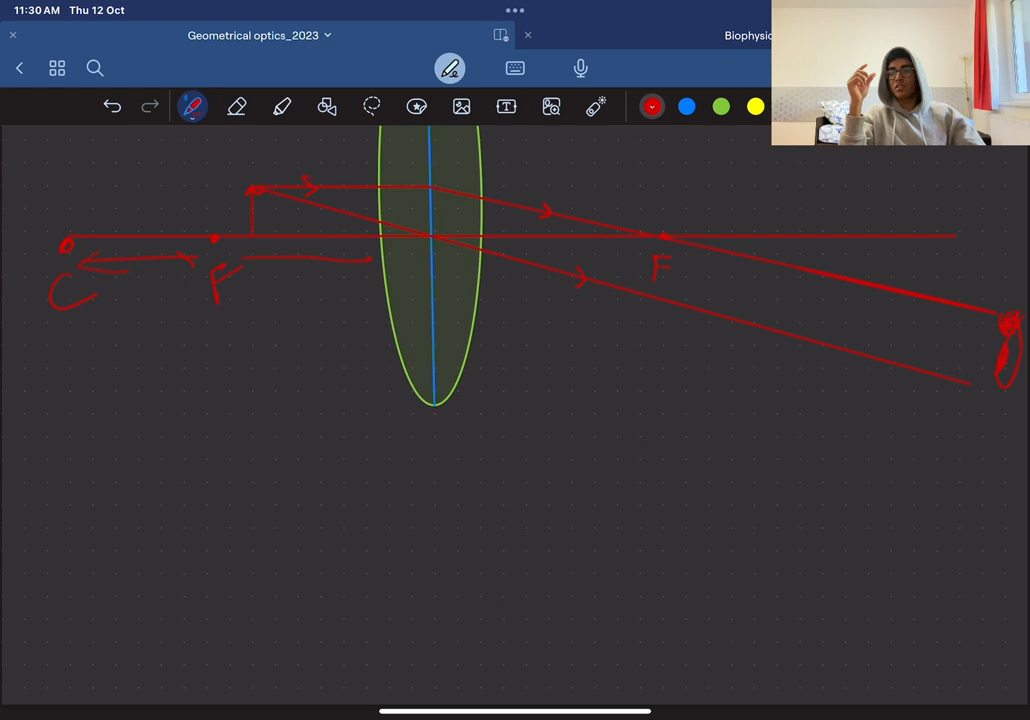 11:30 AM Thu 12 Oct
Geometrical optics_2023
Biophysic
F
C
F